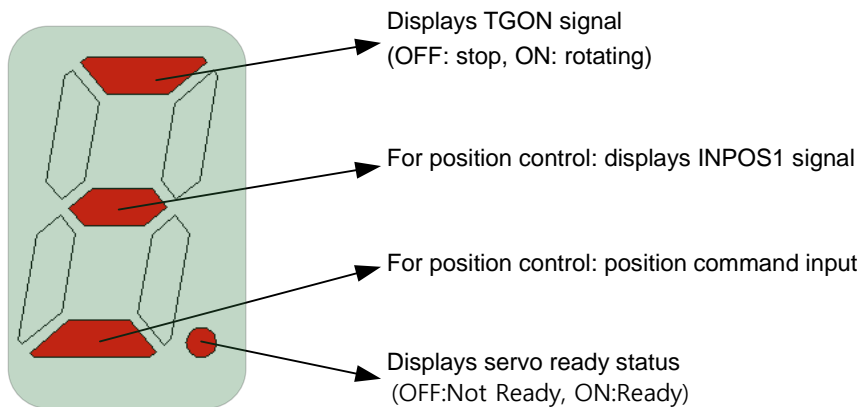 Displays TGON signal
(OFF: stop, ON: rotating)
For position control: displays INPOS1 signal
For position control: position command input
Displays servo ready status
(OFF:Not Ready, ON:Ready)